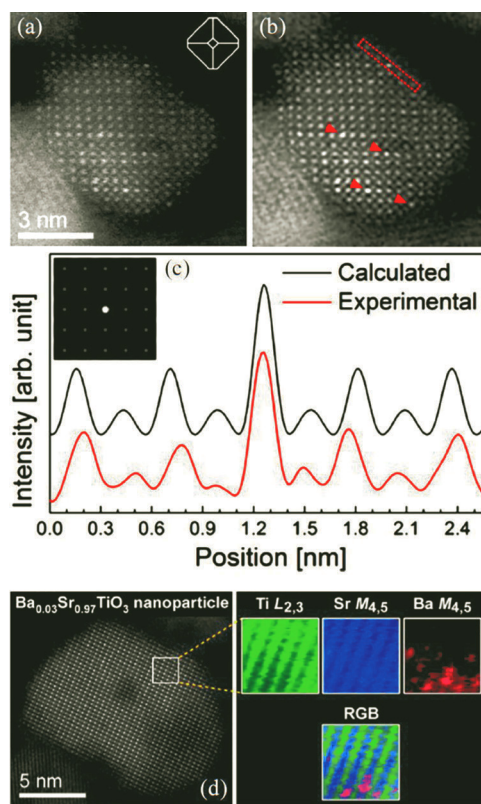 (a)
(b)
3 nm
(c)
Calculated
Experimental
Intensity [arb. unit]
0.0 0.3 0.6 0.9 1.2 1.5 1.8 2.1 2.4
Position [nm]
Ba0.03Sr0.97TiO3 nanoparticle
Ti L2,3 Sr M4,5 Ba M4,5
RGB
5 nm
(d)